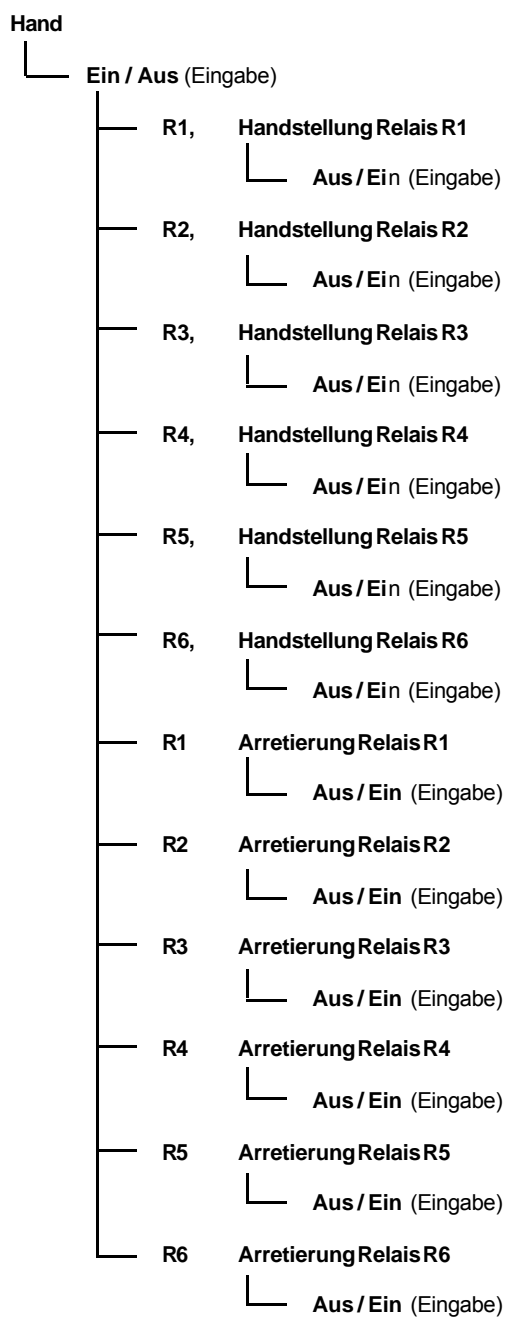 Hand
Ein / Aus (Eingabe)
R1, Handstellung Relais R1
Aus / Ein (Eingabe)
R2, Handstellung Relais R2
Aus / Ein (Eingabe)
R3, Handstellung Relais R3
Aus / Ein (Eingabe)
R4, Handstellung Relais R4
Aus / Ein (Eingabe)
R5, Handstellung Relais R5
Aus / Ein (Eingabe)
R6, Handstellung Relais R6
Aus / Ein (Eingabe)
R1 Arretierung Relais R1
Aus / Ein (Eingabe)
R2 Arretierung Relais R2
Aus / Ein (Eingabe)
R3 Arretierung Relais R3
Aus / Ein (Eingabe)
R4 Arretierung Relais R4
Aus / Ein (Eingabe)
R5 Arretierung Relais R5
Aus / Ein (Eingabe)
R6 Arretierung Relais R6
Aus / Ein (Eingabe)